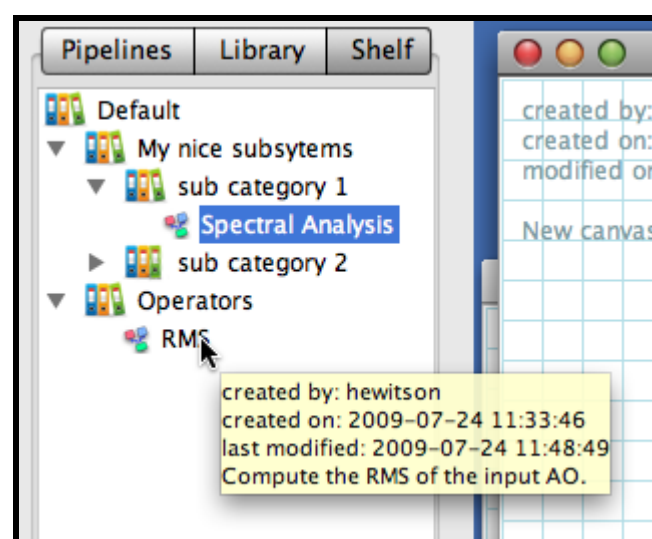 Pipelines Library Shelf
Default
My nice subsytems
sub category 1
Spectral Analysis
sub category 2
Operators
RMS
created by: hewitson
created on: 2009-07-24 11:33:46
last modified: 2009-07-24 11:48:49
Compute the RMS of the input AO.
created by:
created on:
modified on
New canvas